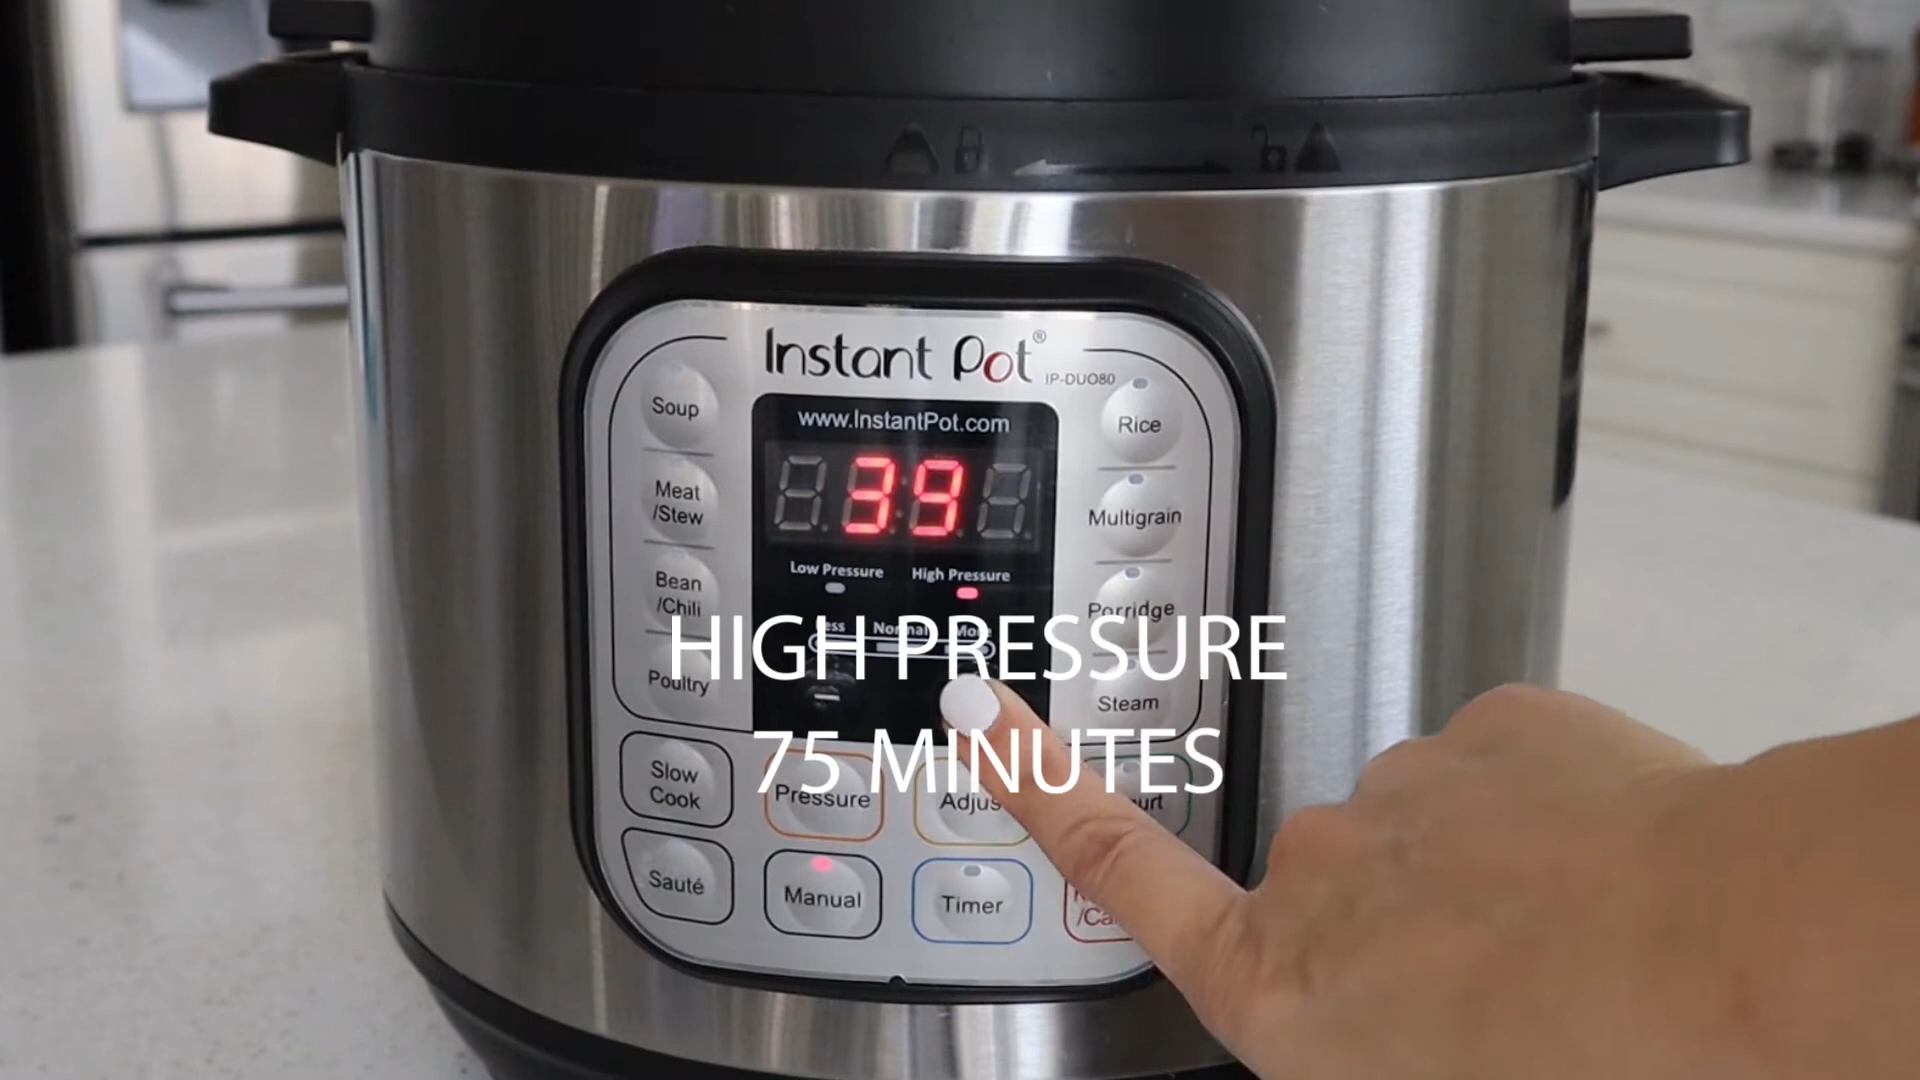 Instant Pot®
IP-DUO80
www.InstantPot.com
39
Low Pressure
High Pressure
Soup
Meat
/Stew
Bean
/Chili
Poultry
Rice
Multigrain
Porridge
Steam
HIGH PRESSURE
75 MINUTES
Slow
Cook
Pressure
Sauté
Manual
Timer